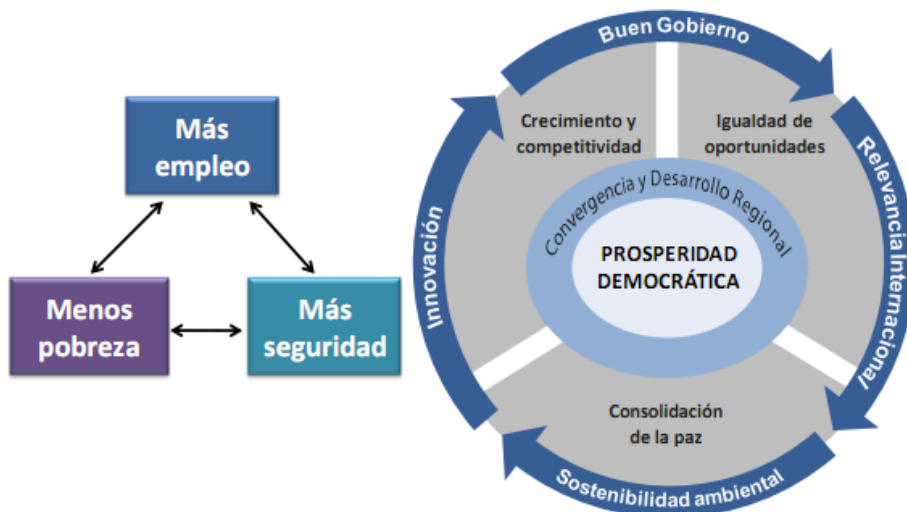 Más
empleo
Menos
pobreza
Más
seguridad
Buen Gobierno
Relevancia Internacional
Sostenibilidad ambiental
Innovación
Crecimiento y
competitividad
Igualdad de
oportunidades
Convergencia y Desarrollo Regional
PROSPERIDAD
DEMOCRÁTICA
Consolidación
de la paz